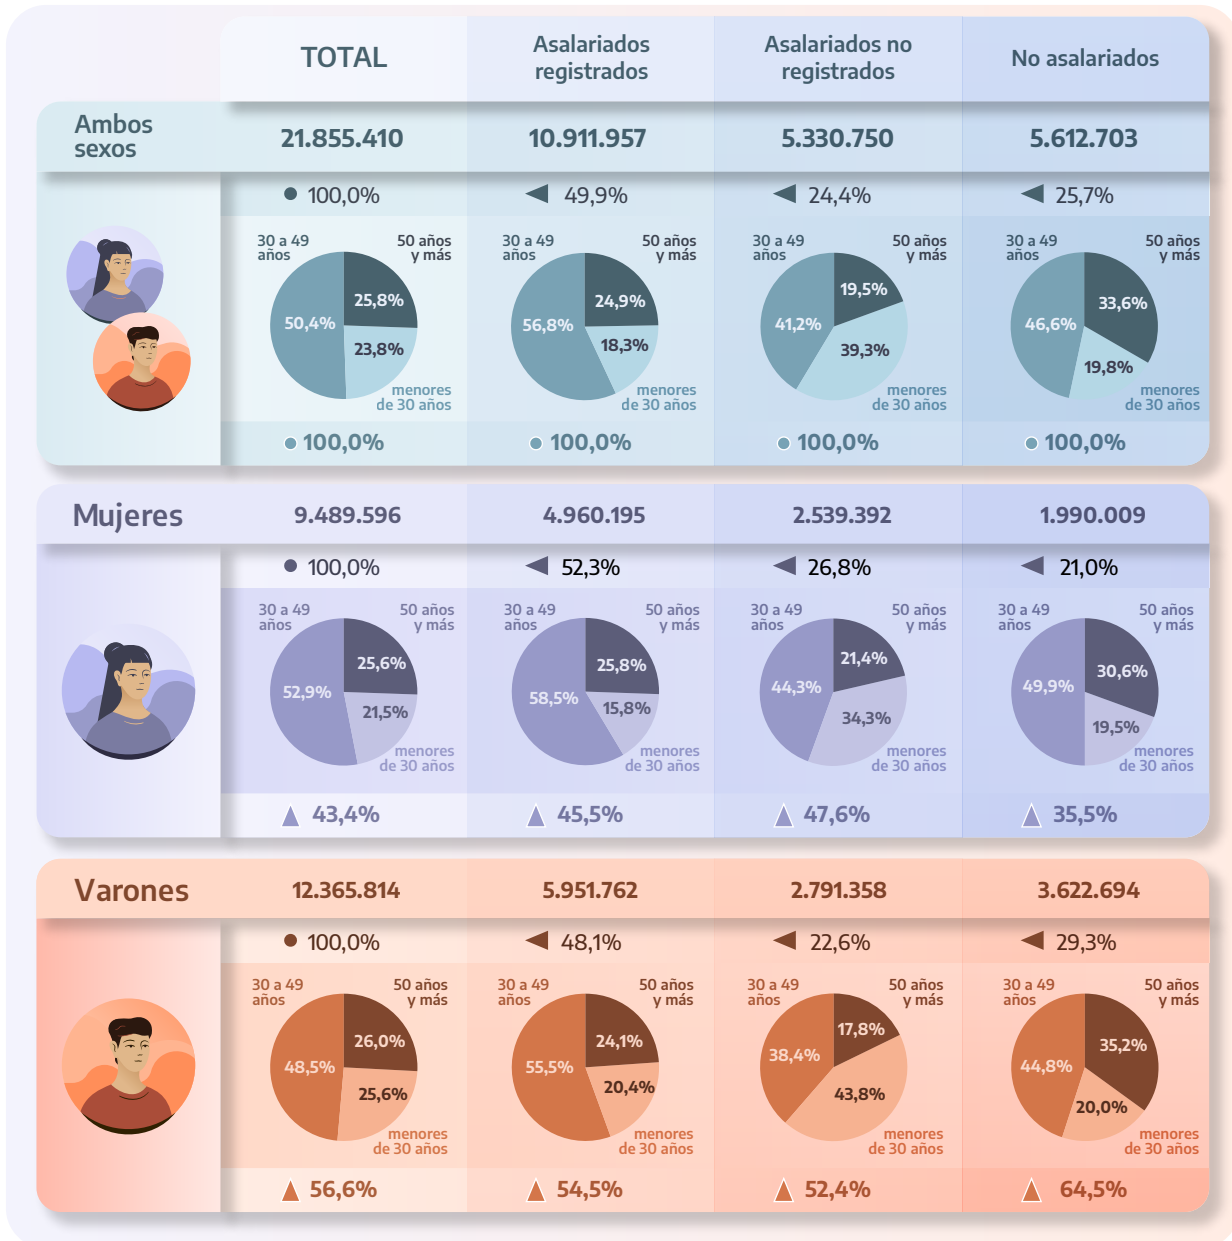 TOTAL
Asalariados
registrados
Asalariados no
registrados
No asalariados
Ambos
sexos
21.855.410
10.911.957
5.330.750
5.612.703
100,0%
49,9%
24,4%
25,7%
30 a 49
años
50 años
y más
25,8%
50,4%
23,8%
menores
de 30 años
30 a 49
años
50 años
y más
24,9%
56,8%
18,3%
menores
de 30 años
30 a 49
años
50 años
y más
19,5%
41,2%
39,3%
menores
de 30 años
30 a 49
años
50 años
y más
33,6%
46,6%
19,8%
menores
de 30 años
100,0%
100,0%
100,0%
100,0%
Mujeres
9.489.596
4.960.195
2.539.392
1.990.009
100,0%
52,3%
26,8%
21,0%
30 a 49
años
50 años
y más
25,6%
52,9%
21,5%
menores
de 30 años
30 a 49
años
50 años
y más
25,8%
58,5%
15,8%
menores
de 30 años
30 a 49
años
50 años
y más
21,4%
44,3%
34,3%
menores
de 30 años
30 a 49
años
50 años
y más
30,6%
49,9%
19,5%
menores
de 30 años
43,4%
45,5%
47,6%
35,5%
Varones
12.365.814
5.951.762
2.791.358
3.622.694
100,0%
48,1%
22,6%
29,3%
30 a 49
años
50 años
y más
26,0%
48,5%
25,6%
menores
de 30 años
30 a 49
años
50 años
y más
24,1%
55,5%
20,4%
menores
de 30 años
30 a 49
años
50 años
y más
17,8%
38,4%
43,8%
menores
de 30 años
30 a 49
años
50 años
y más
35,2%
44,8%
20,0%
menores
de 30 años
56,6%
54,5%
52,4%
64,5%